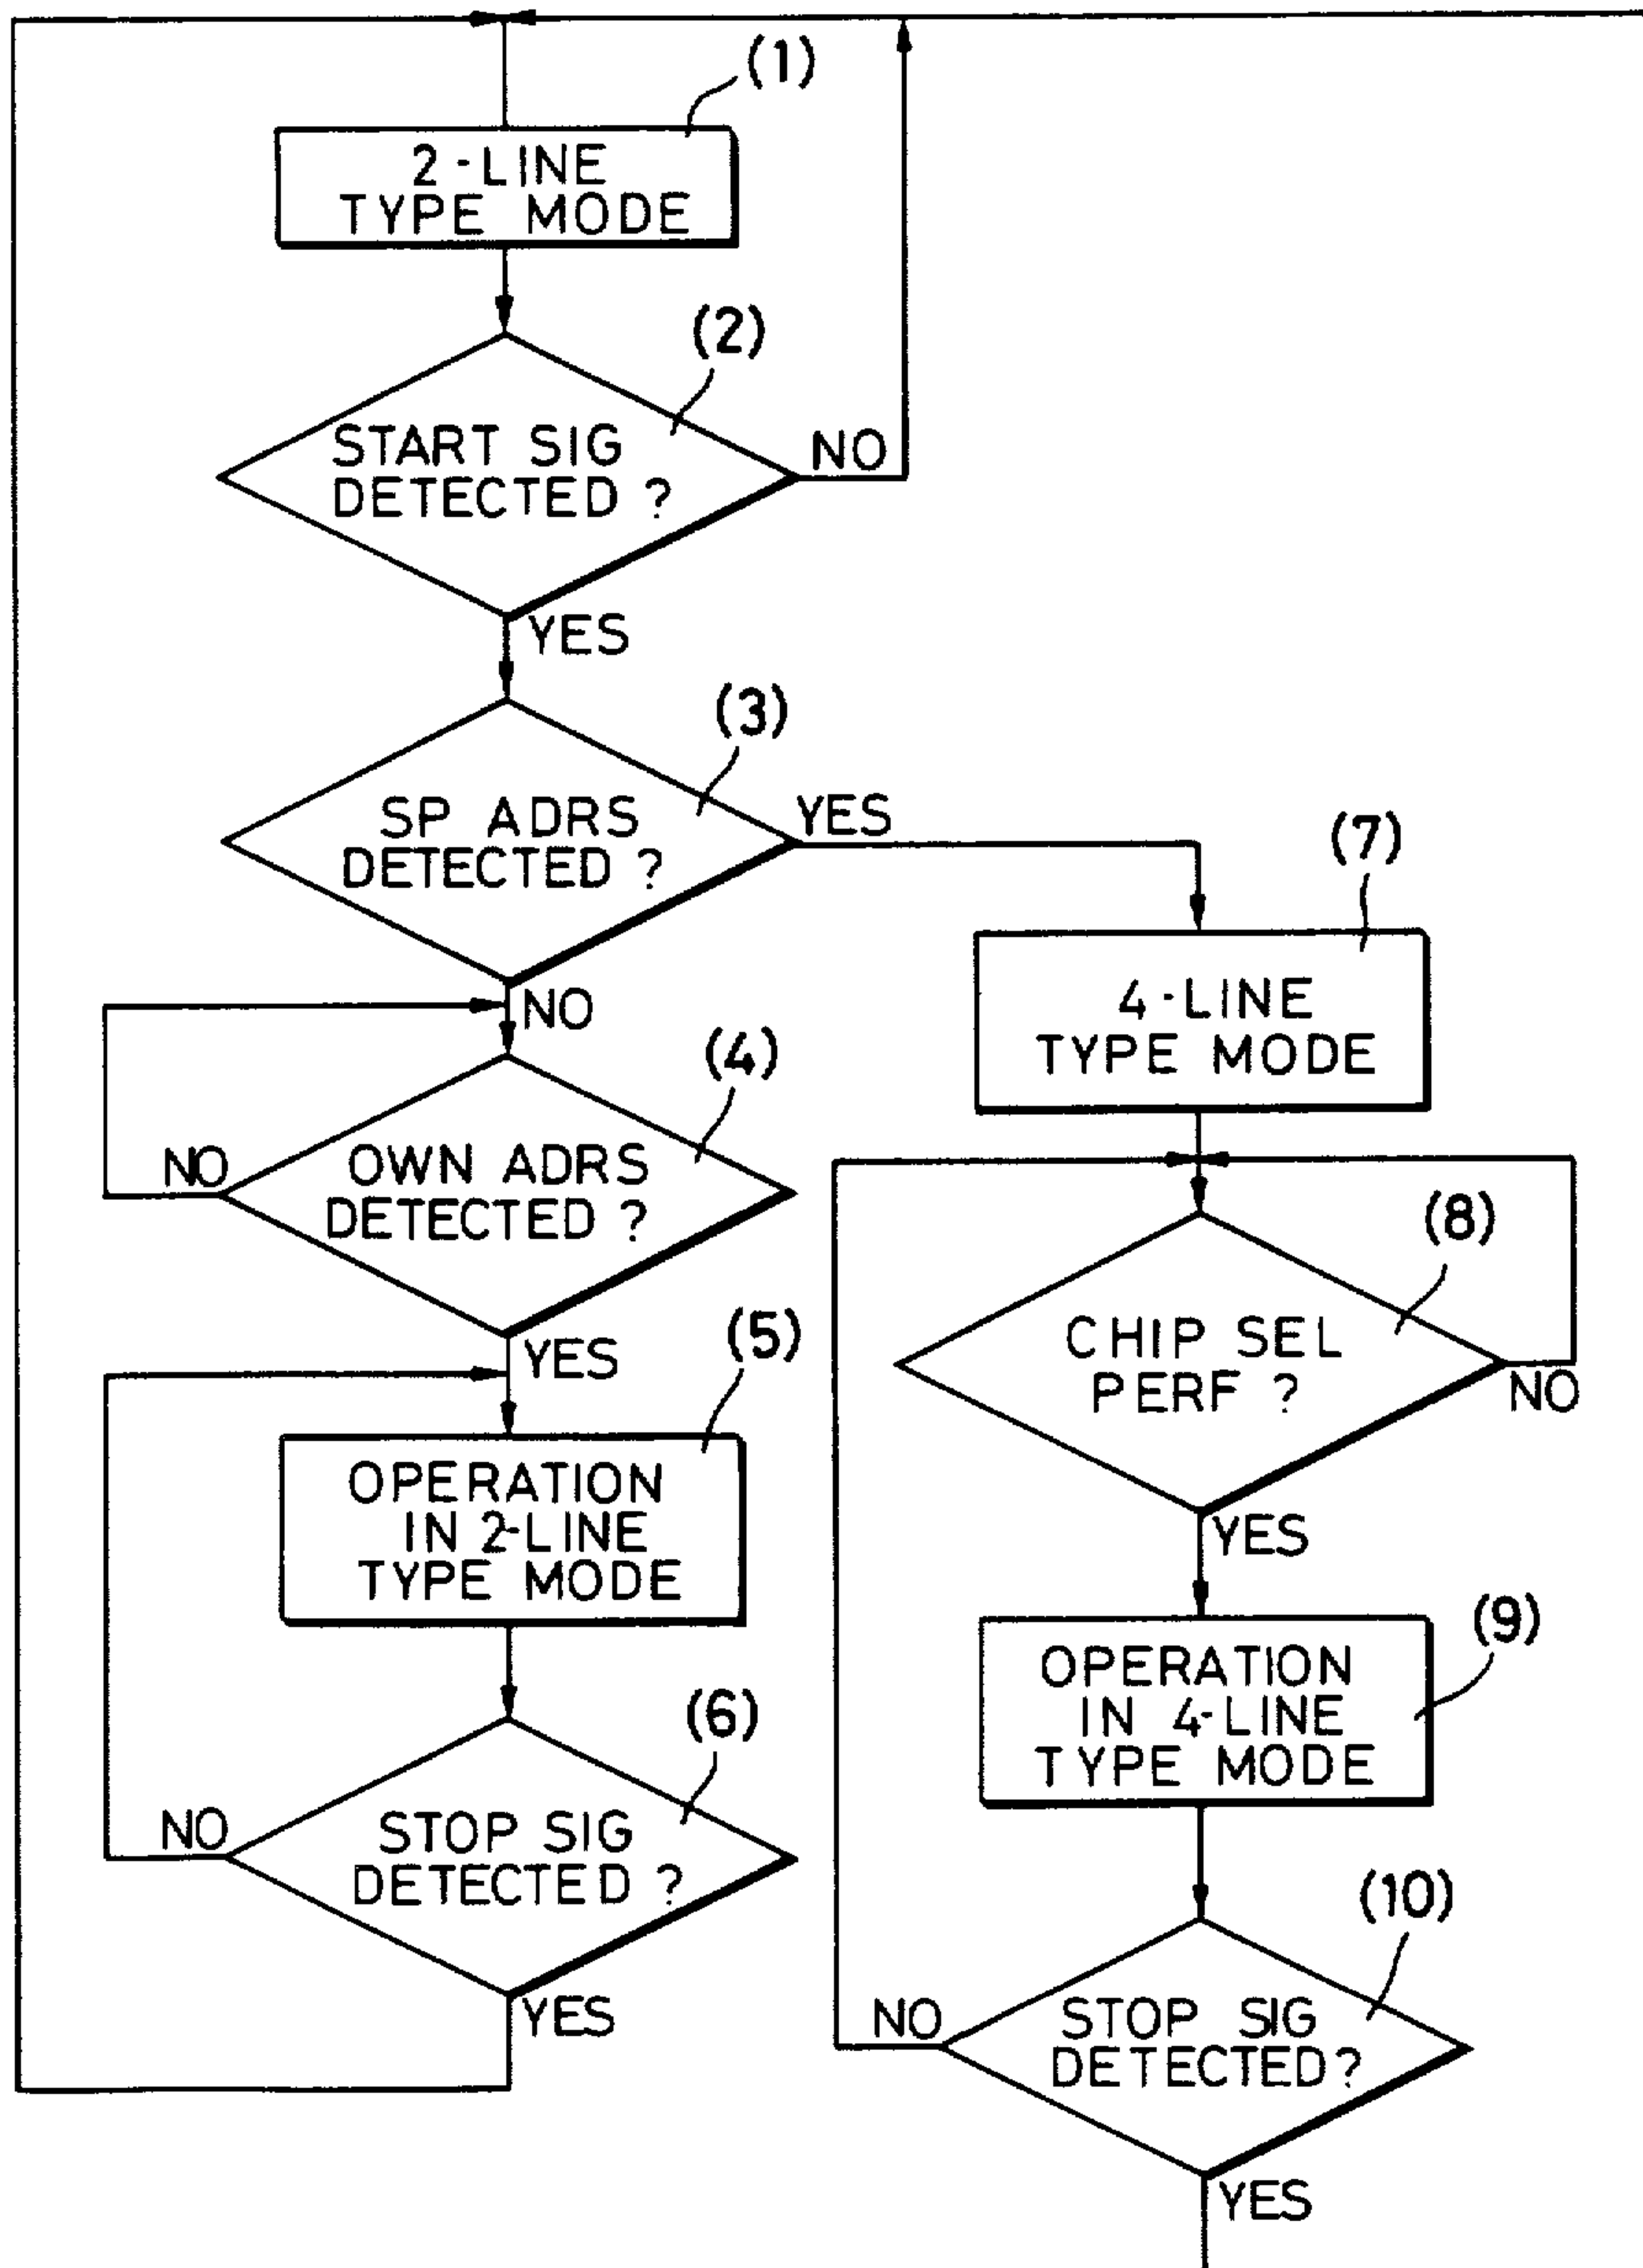 (1)
2-LINE
TYPE MODE
(2)
START SIG
DETECTED ?
NO
YES
(3)
SP ADRS
DETECTED ?
YES
NO
(4)
OWN ADRS
DETECTED ?
NO
YES
(5)
OPERATION
IN 2-LINE
TYPE MODE
(6)
STOP SIG
DETECTED ?
NO
YES
(7)
4-LINE
TYPE MODE
(8)
CHIP SEL
PERF ?
NO
YES
(9)
OPERATION
IN 4-LINE
TYPE MODE
(10)
STOP SIG
DETECTED?
NO
YES